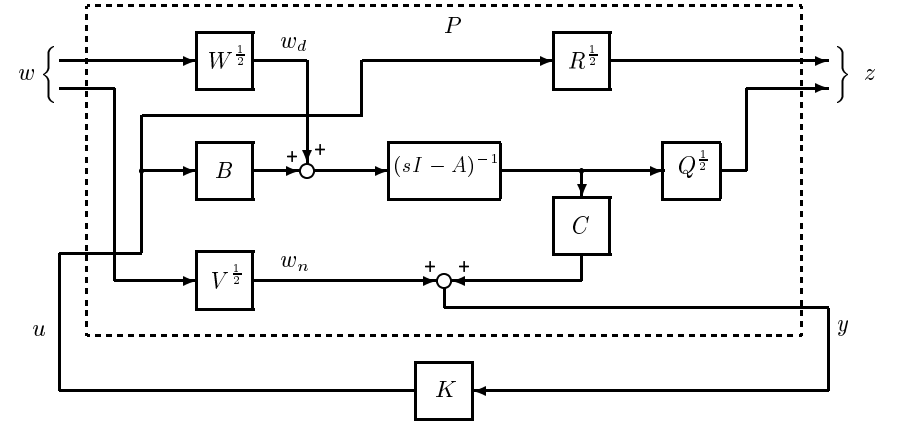 P
w
W^{1/2}
w_d
R^{1/2}
z
+
+
B
(sI − A)^{−1}
Q^{1/2}
C
V^{1/2}
w_n
+
+
u
y
K